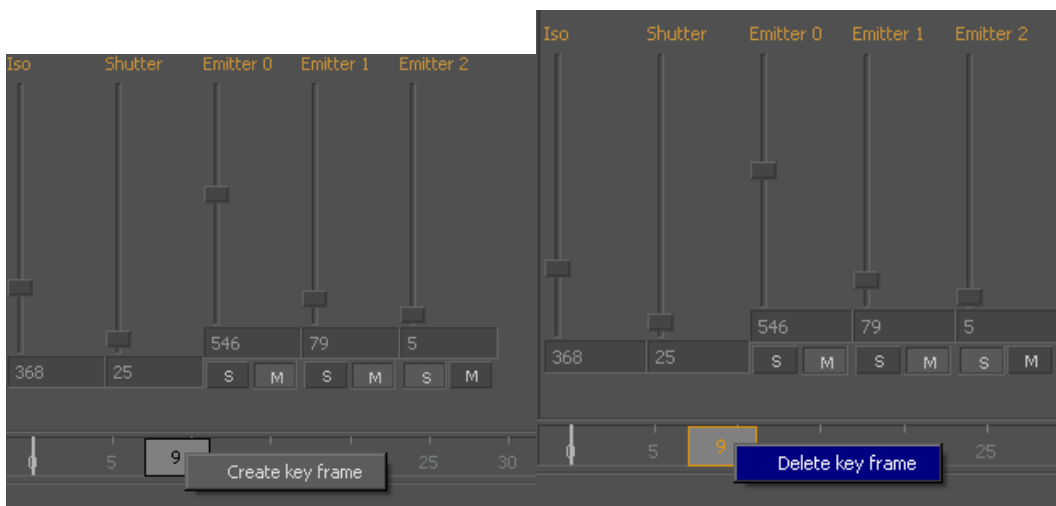 Iso Shutter Emitter 0 Emitter 1 Emitter 2
546 79 5
368 25
S M S M S M
0 5 9 25 30
Create key frame
Iso Shutter Emitter 0 Emitter 1 Emitter 2
546 79 5
368 25
S M S M S M
0 5 9 25
Delete key frame